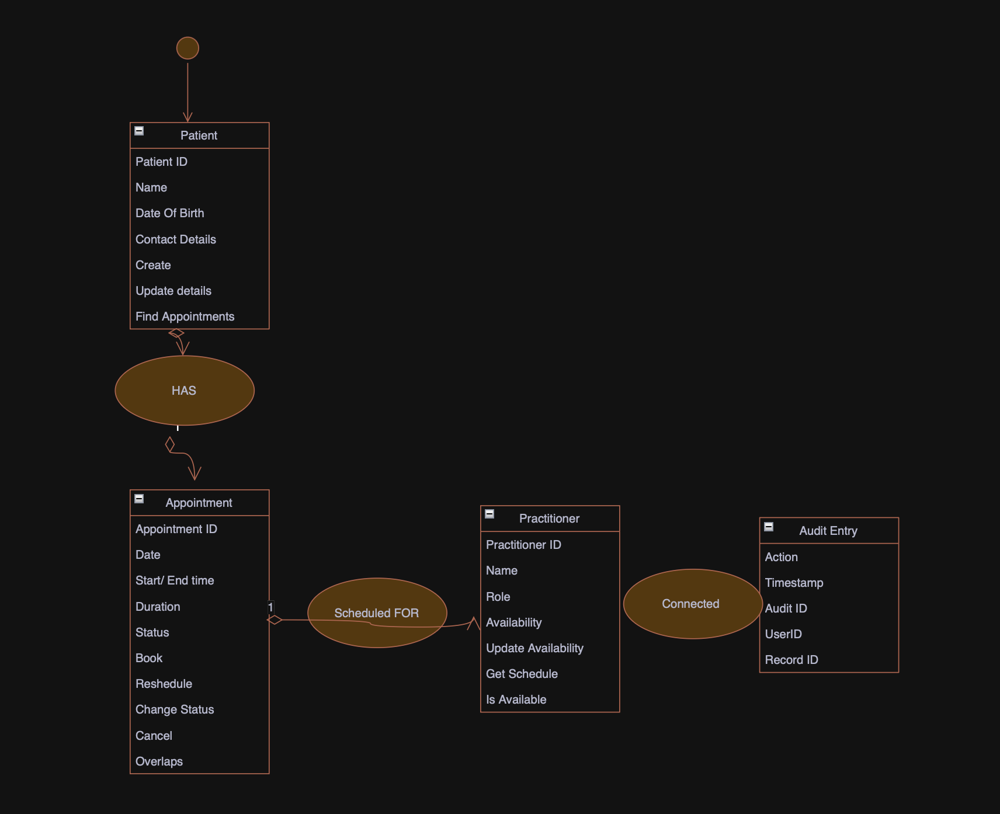 Patient
Patient ID
Name
Date Of Birth
Contact Details
Create
Update details
Find Appointments
HAS
Appointment
Appointment ID
Date
Start/ End time
Duration
Status
Book
Reshedule
Change Status
Cancel
Overlaps
1
Scheduled FOR
Practitioner
Practitioner ID
Name
Role
Availability
Update Availability
Get Schedule
Is Available
Connected
Audit Entry
Action
Timestamp
Audit ID
UserID
Record ID